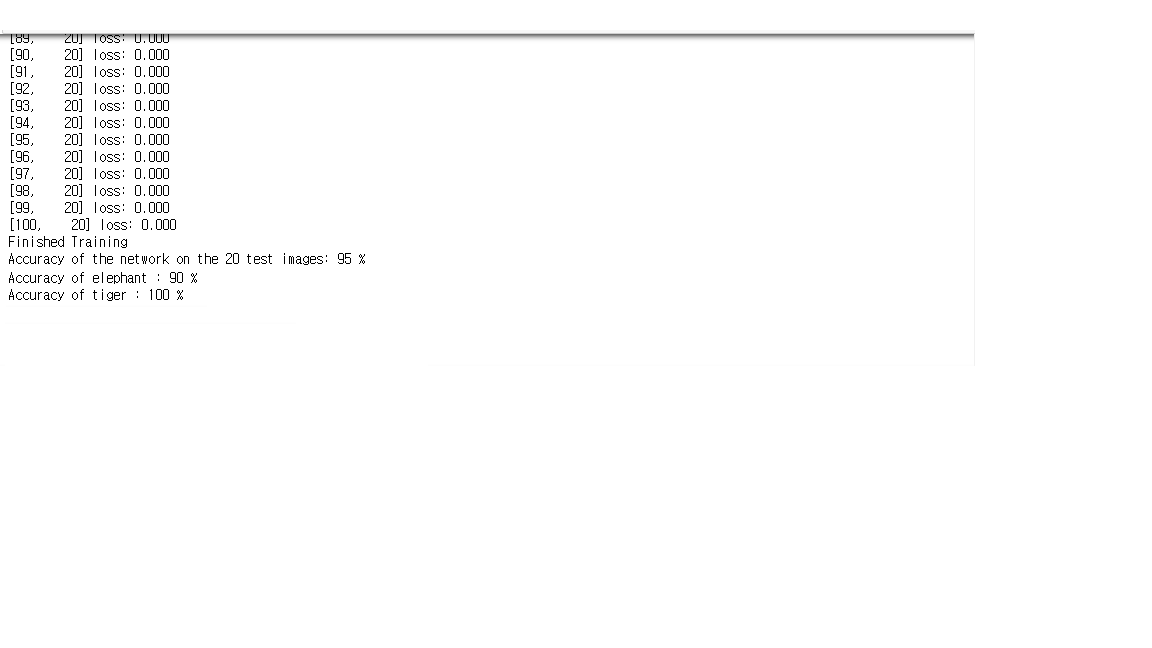 [89,    20] loss: 0.000
[90,    20] loss: 0.000
[91,    20] loss: 0.000
[92,    20] loss: 0.000
[93,    20] loss: 0.000
[94,    20] loss: 0.000
[95,    20] loss: 0.000
[96,    20] loss: 0.000
[97,    20] loss: 0.000
[98,    20] loss: 0.000
[99,    20] loss: 0.000
[100,    20] loss: 0.000
Finished Training
Accuracy of the network on the 20 test images: 95 %
Accuracy of elephant : 90 %
Accuracy of tiger : 100 %